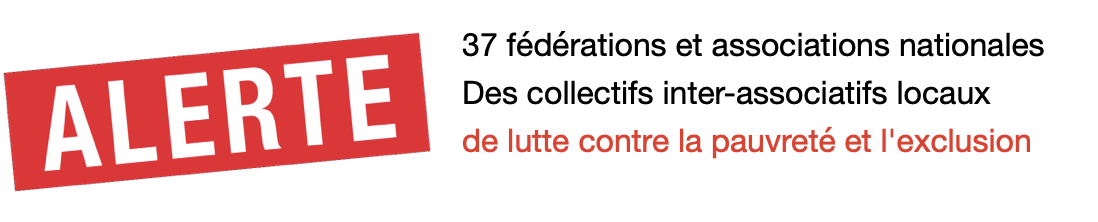 ALERTE
37 fédérations et associations nationales
Des collectifs inter-associatifs locaux
de lutte contre la pauvreté et l'exclusion